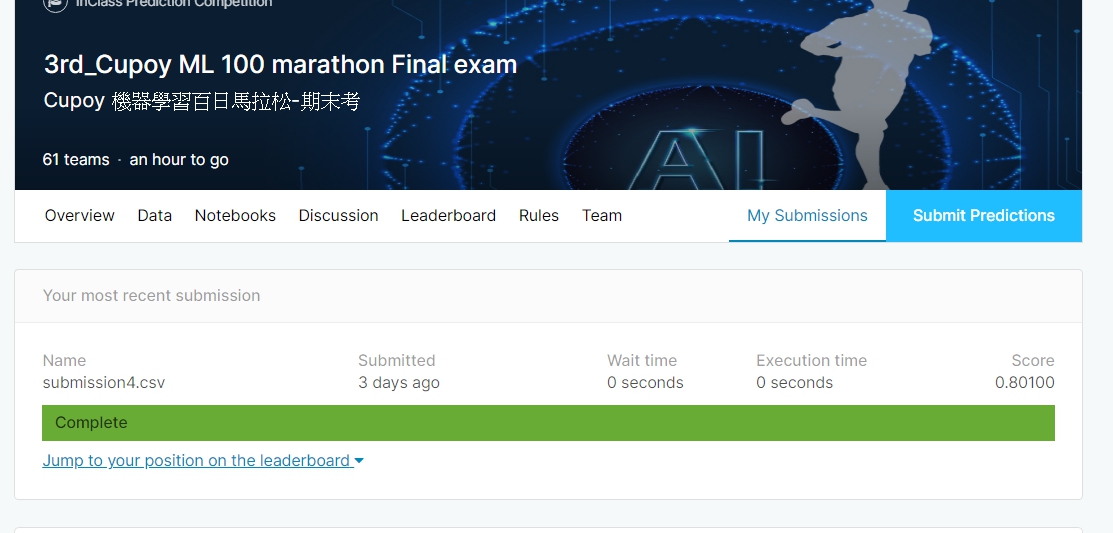 InClass Prediction Competition
3rd_Cupoy ML 100 marathon Final exam
Cupoy 機器學習百日馬拉松-期末考
AI
61 teams · an hour to go
Overview Data Notebooks Discussion Leaderboard Rules Team My Submissions Submit Predictions
Your most recent submission
Name Submitted Wait time Execution time Score
submission4.csv 3 days ago 0 seconds 0 seconds 0.80100
Complete
Jump to your position on the leaderboard